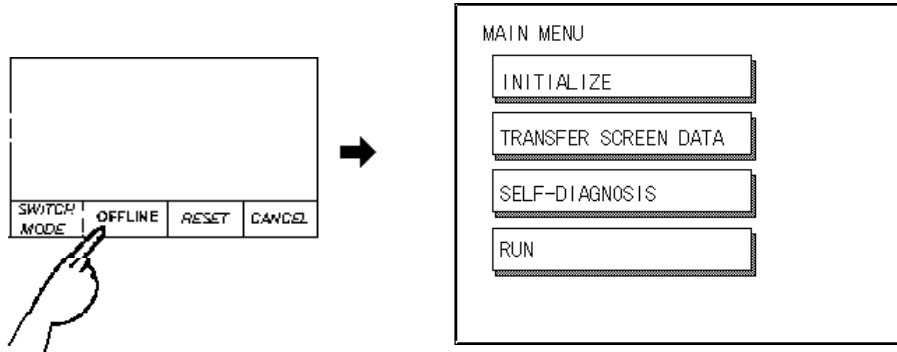 SWITCH
MODE
OFFLINE
RESET
CANCEL
MAIN MENU
INITIALIZE
TRANSFER SCREEN DATA
SELF-DIAGNOSIS
RUN